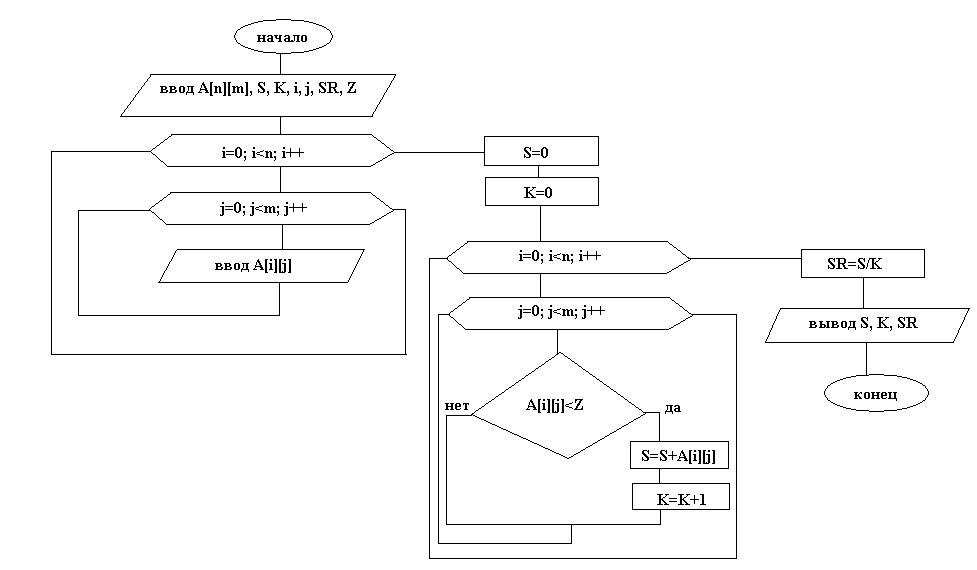 начало
ввод A[n][m], S, K, i, j, SR, Z
i=0; i<n; i++
j=0; j<m; j++
ввод A[i][j]
S=0
K=0
i=0; i<n; i++
j=0; j<m; j++
A[i][j]<Z
нет
да
S=S+A[i][j]
K=K+1
SR=S/K
вывод S, K, SR
конец